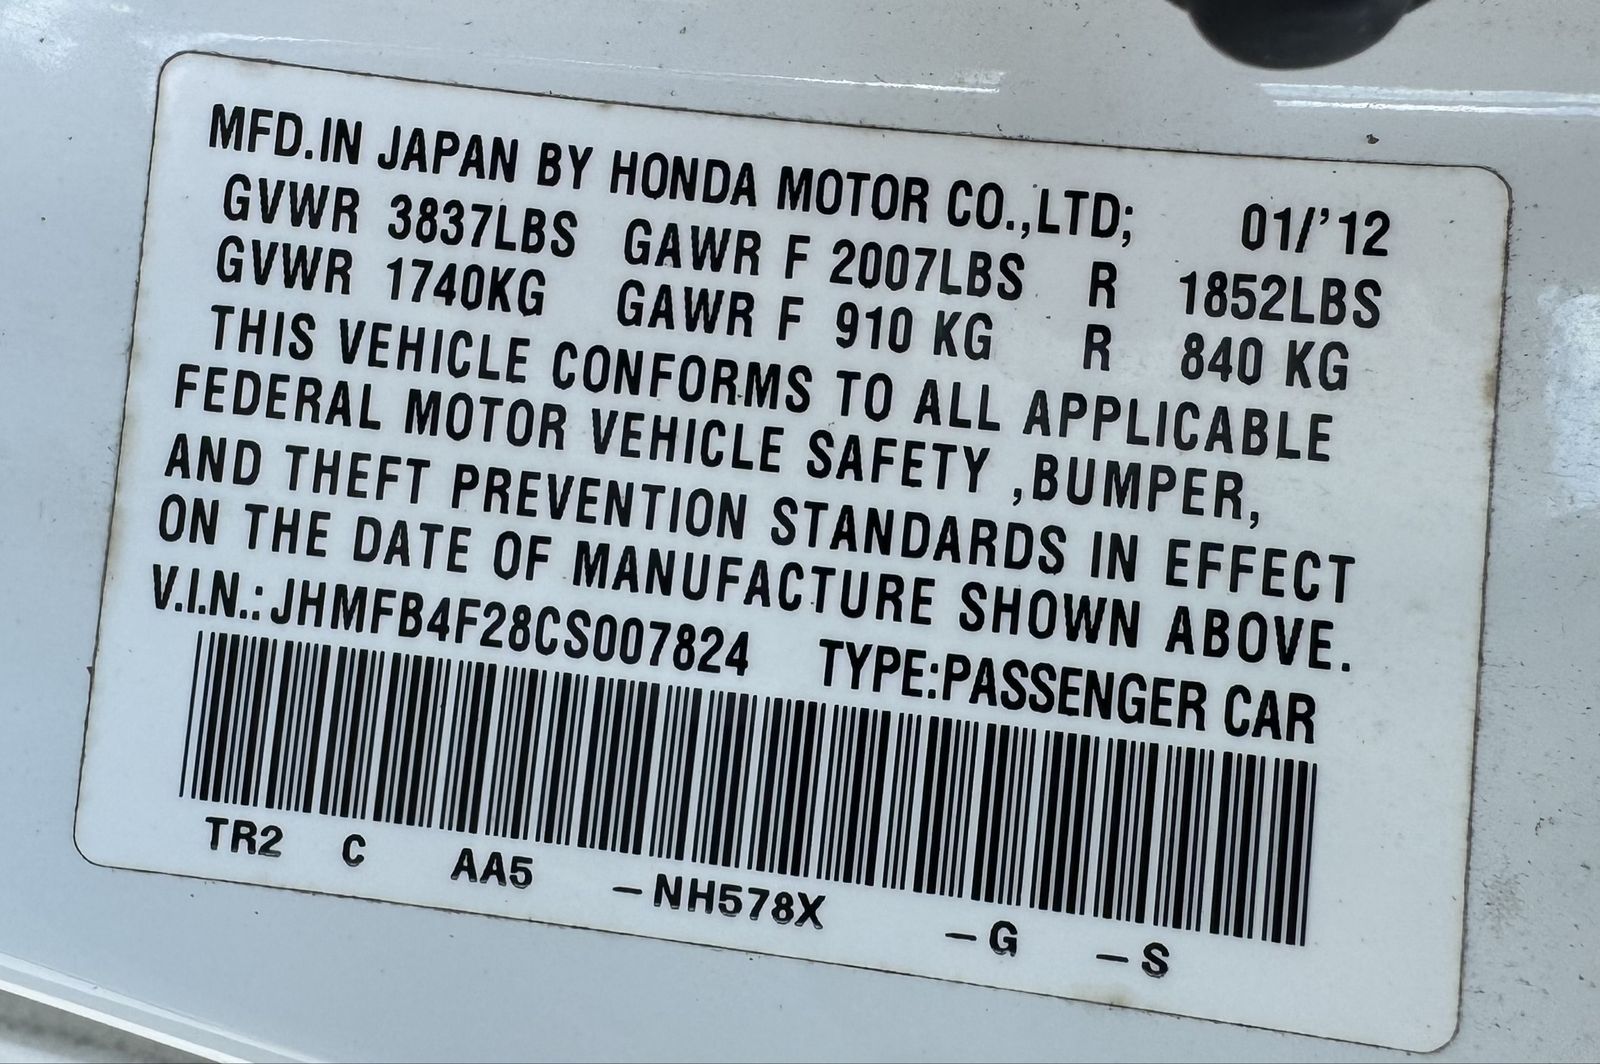 MFD.IN JAPAN BY HONDA MOTOR CO.,LTD; 01/'12
GVWR 3837LBS GAWR F 2007LBS R 1852LBS
GVWR 1740KG GAWR F 910 KG R 840 KG
THIS VEHICLE CONFORMS TO ALL APPLICABLE
FEDERAL MOTOR VEHICLE SAFETY ,BUMPER,
AND THEFT PREVENTION STANDARDS IN EFFECT
ON THE DATE OF MANUFACTURE SHOWN ABOVE.
V.I.N.:JHMFB4F28CS007824 TYPE:PASSENGER CAR
TR2 C AA5 –NH578X –G –S